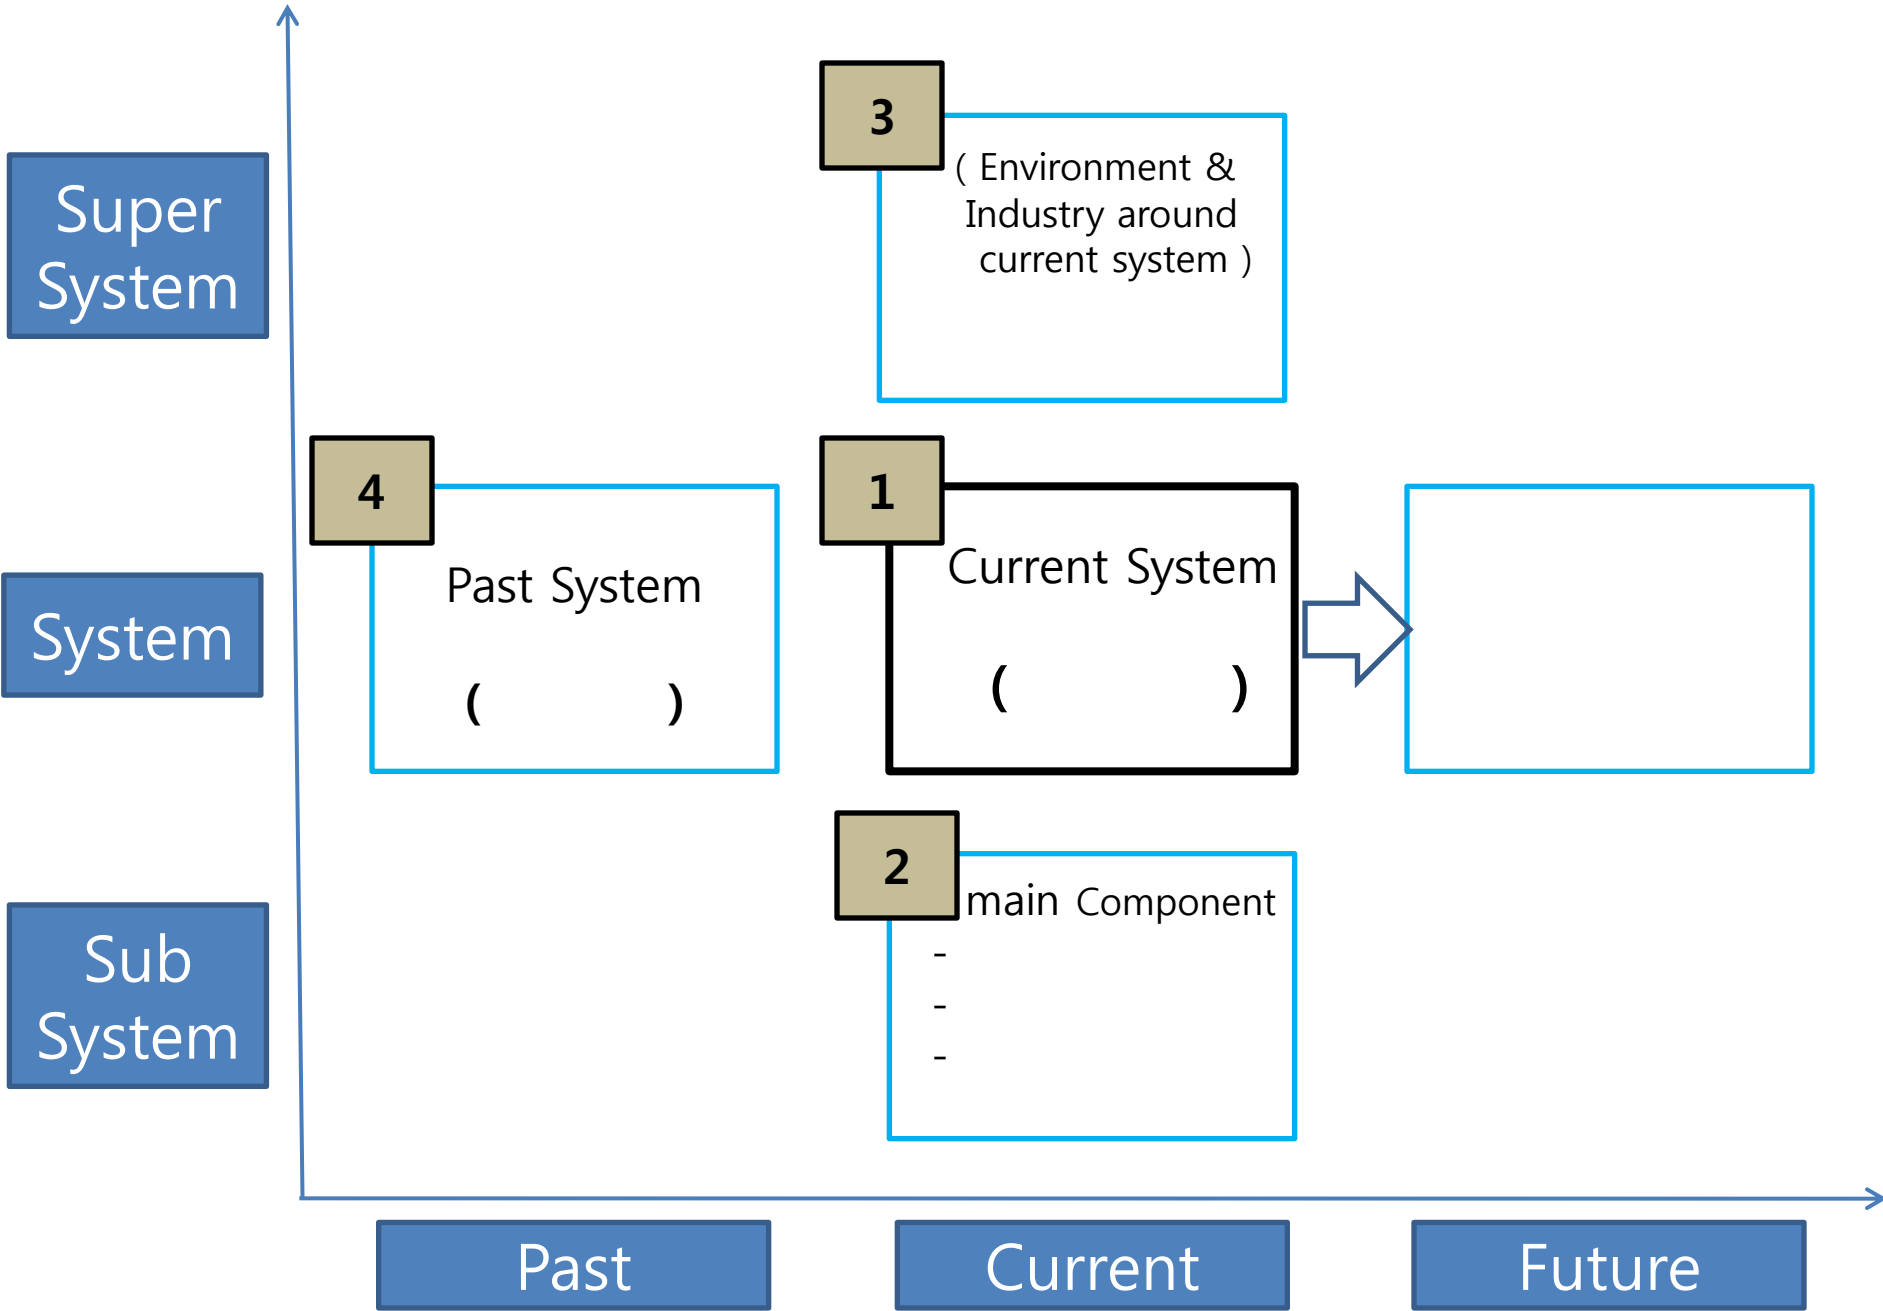 3
( Environment &
Industry around
current system )
Super
System
4
1
Past System
(          )
Current System
(          )
System
2
main Component
-
-
-
Sub
System
Past
Current
Future